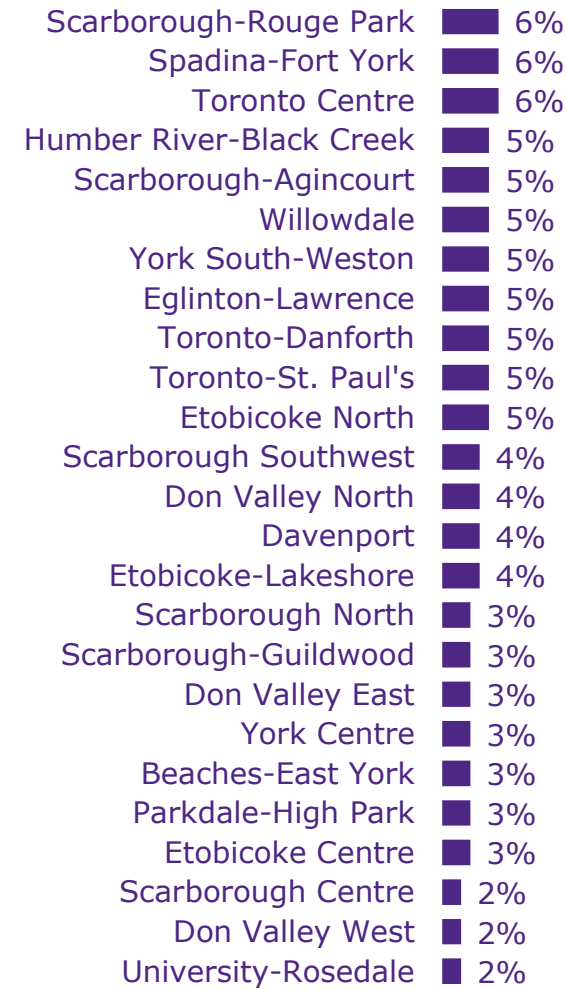 Scarborough-Rouge Park 6%
Spadina-Fort York 6%
Toronto Centre 6%
Humber River-Black Creek 5%
Scarborough-Agincourt 5%
Willowdale 5%
York South-Weston 5%
Eglinton-Lawrence 5%
Toronto-Danforth 5%
Toronto-St. Paul's 5%
Etobicoke North 5%
Scarborough Southwest 4%
Don Valley North 4%
Davenport 4%
Etobicoke-Lakeshore 4%
Scarborough North 3%
Scarborough-Guildwood 3%
Don Valley East 3%
York Centre 3%
Beaches-East York 3%
Parkdale-High Park 3%
Etobicoke Centre 3%
Scarborough Centre 2%
Don Valley West 2%
University-Rosedale 2%